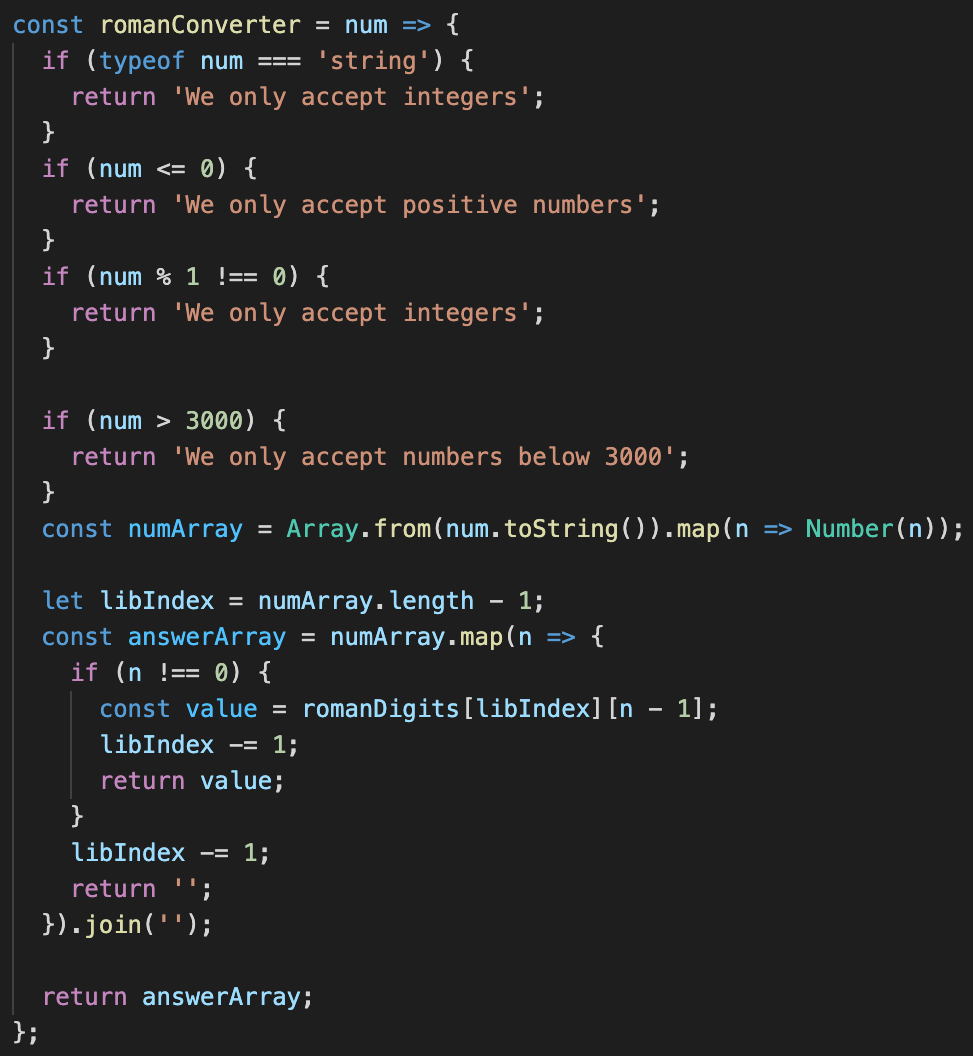 const romanConverter = num => {
  if (typeof num === 'string') {
    return 'We only accept integers';
  }
  if (num <= 0) {
    return 'We only accept positive numbers';
  }
  if (num % 1 !== 0) {
    return 'We only accept integers';
  }

  if (num > 3000) {
    return 'We only accept numbers below 3000';
  }
  const numArray = Array.from(num.toString()).map(n => Number(n));

  let libIndex = numArray.length - 1;
  const answerArray = numArray.map(n => {
    if (n !== 0) {
      const value = romanDigits[libIndex][n - 1];
      libIndex -= 1;
      return value;
    }
    libIndex -= 1;
    return '';
  }).join('');

  return answerArray;
};